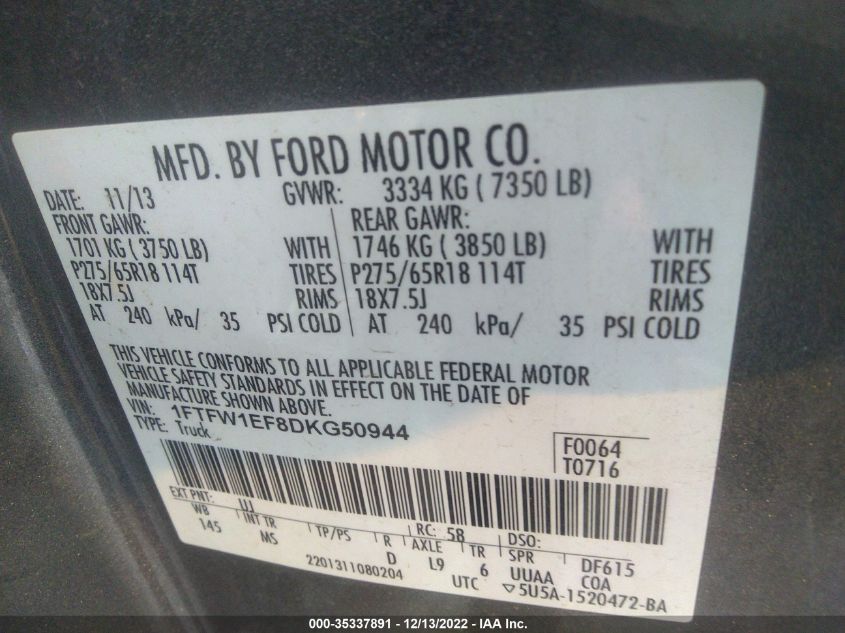 MFD. BY FORD MOTOR CO.
DATE: 11/13 GVWR: 3334 KG ( 7350 LB)
FRONT GAWR: REAR GAWR:
1701 KG ( 3750 LB) WITH 1746 KG ( 3850 LB) WITH
P275/65R18 114T TIRES P275/65R18 114T TIRES
18X7.5J RIMS 18X7.5J RIMS
AT 240 kPa/ 35 PSI COLD AT 240 kPa/ 35 PSI COLD
THIS VEHICLE CONFORMS TO ALL APPLICABLE FEDERAL MOTOR
VEHICLE SAFETY STANDARDS IN EFFECT ON THE DATE OF
MANUFACTURE SHOWN ABOVE.
VIN: 1FTFW1EF8DKG50944
TYPE: Truck
F0064
T0716
EXT PNT: UJ RC: 58 DSO:
WB INT TR TP/PS R AXLE TR SPR DF615
145 MS D L9 6 UUAA COA
2201311080204 UTC ▽5U5A-1520472-BA
000-35337891 - 12/13/2022 - IAA Inc.